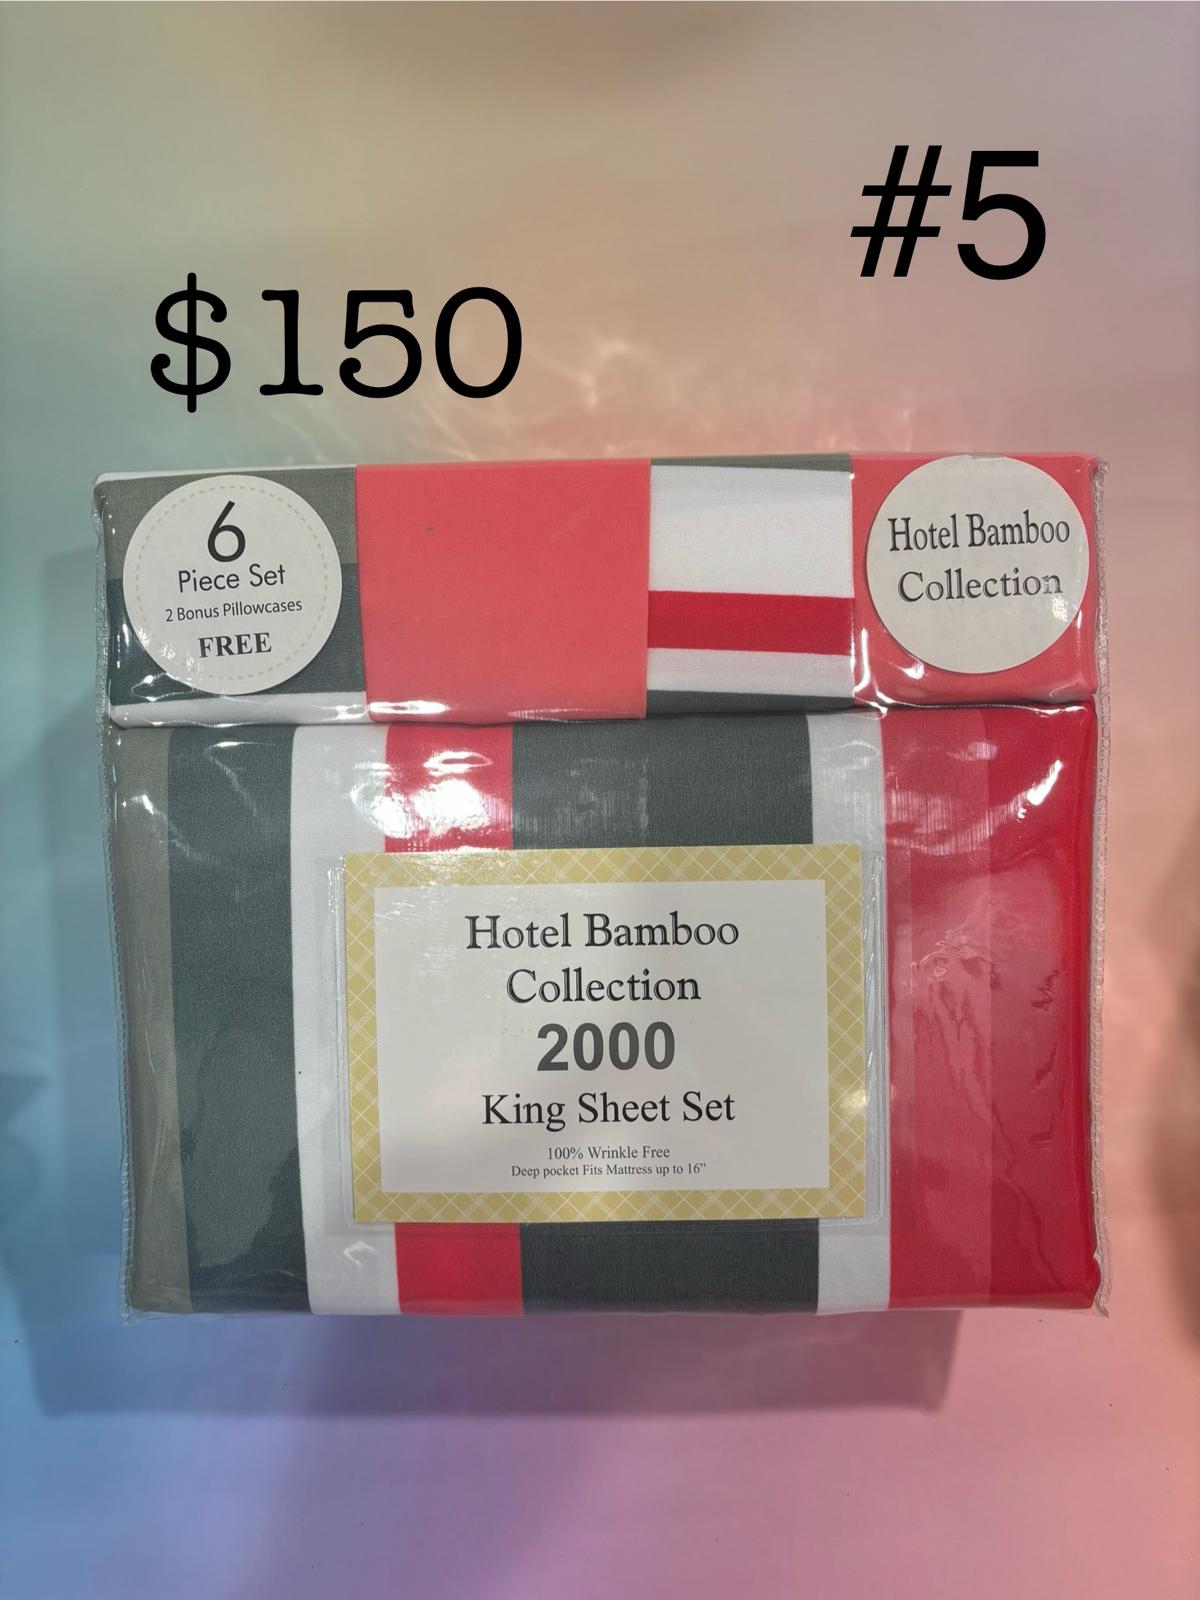 #5
$150
6
Piece Set
2 Bonus Pillowcases
FREE
Hotel Bamboo
Collection
Hotel Bamboo
Collection
2000
King Sheet Set
100% Wrinkle Free
Deep pocket Fits Mattress up to 16”